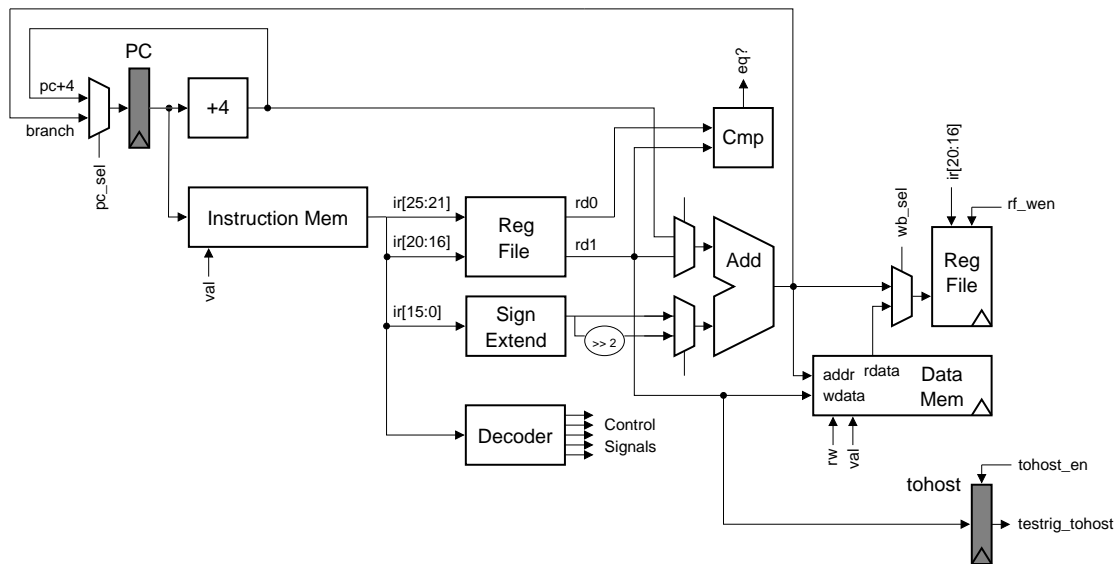 PC
eq?
pc+4
+4
branch
Cmp
pc_sel
ir[20:16]
wb_sel
rf_wen
Instruction Mem
ir[25:21]
Reg
File
rd0
ir[20:16]
rd1
Add
Reg
File
val
ir[15:0]
Sign
Extend
>> 2
addr
rdata
Data
Mem
wdata
Decoder
Control
Signals
rw
val
tohost_en
tohost
testrig_tohost